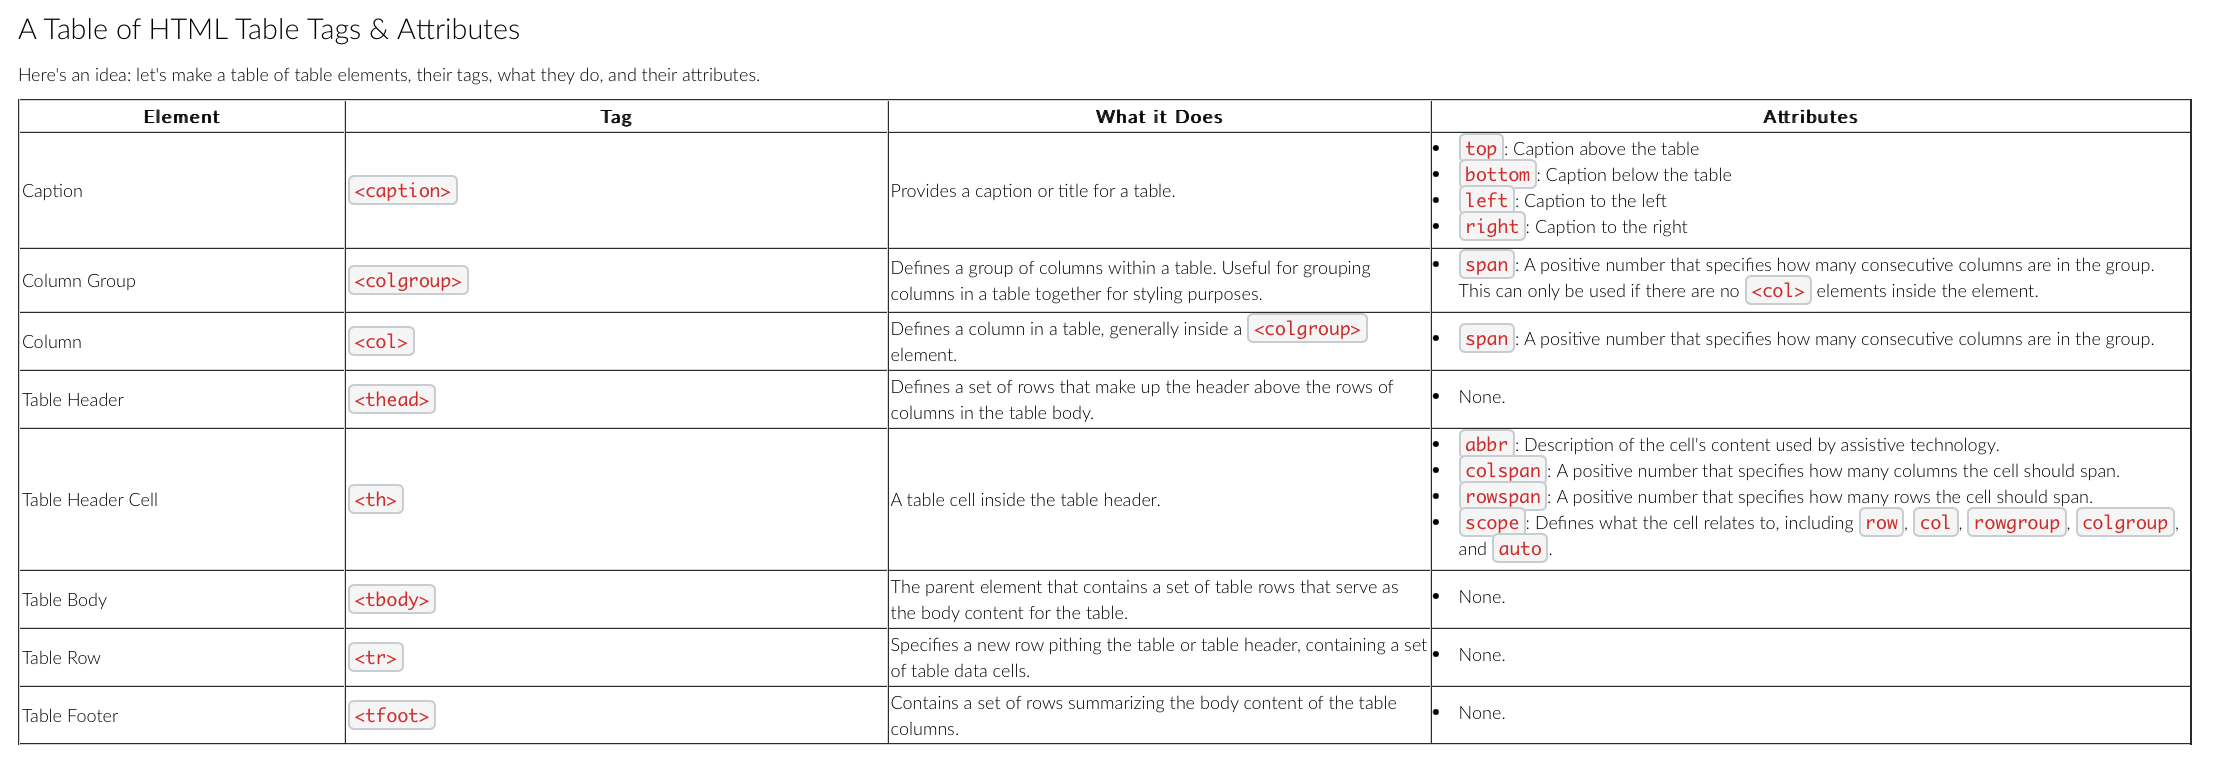 A Table of HTML Table Tags & Attributes
Here's an idea: let's make a table of table elements, their tags, what they do, and their attributes.
Element Tag What it Does Attributes
Caption <caption> Provides a caption or title for a table.
• top: Caption above the table
• bottom: Caption below the table
• left: Caption to the left
• right: Caption to the right
Column Group <colgroup>
Defines a group of columns within a table. Useful for grouping
columns in a table together for styling purposes.
• span: A positive number that specifies how many consecutive columns are in the group.
This can only be used if there are no <col> elements inside the element.
Column <col>
Defines a column in a table, generally inside a <colgroup>
element.
• span: A positive number that specifies how many consecutive columns are in the group.
Table Header <thead>
Defines a set of rows that make up the header above the rows of
columns in the table body.
• None.
Table Header Cell <th> A table cell inside the table header.
• abbr: Description of the cell's content used by assistive technology.
• colspan: A positive number that specifies how many columns the cell should span.
• rowspan: A positive number that specifies how many rows the cell should span.
• scope: Defines what the cell relates to, including row, col, rowgroup, colgroup,
and auto.
Table Body <tbody>
The parent element that contains a set of table rows that serve as
the body content for the table.
• None.
Table Row <tr>
Specifies a new row pithing the table or table header, containing a set
of table data cells.
• None.
Table Footer <tfoot>
Contains a set of rows summarizing the body content of the table
columns.
• None.